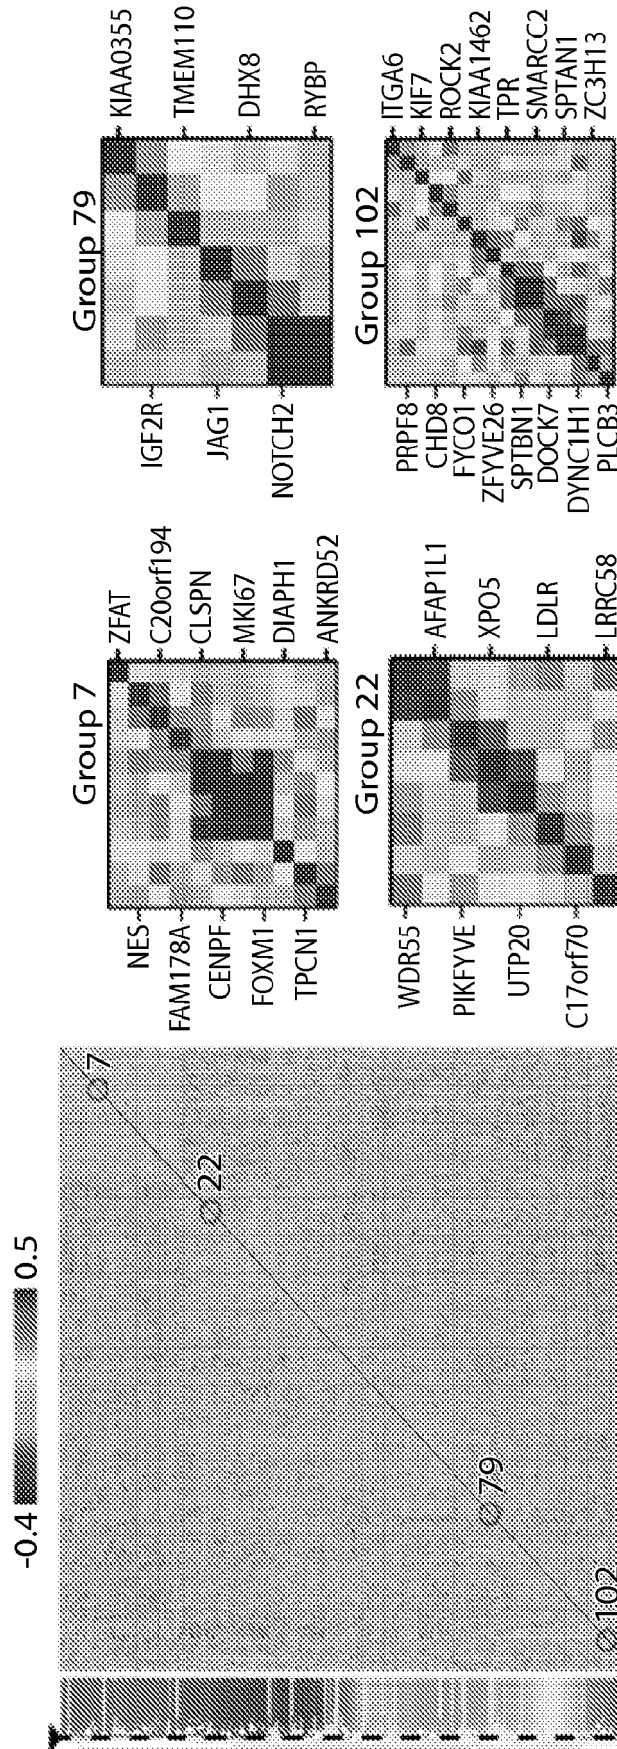 -0.4
0.5
7
22
79
102
Group 7
ZFAT
C20orf194
CLSPN
MKI67
DIAPH1
ANKRD52
NES
FAM178A
CENPF
FOXM1
TPCN1
Group 79
KIAA0355
TMEM110
DHX8
RYBP
IGF2R
JAG1
NOTCH2
Group 22
AFAP1L1
XPO5
LDLR
LRRC58
WDR55
PIKFYVE
UTP20
C17orf70
Group 102
ITGA6
KIF7
ROCK2
KIAA1462
TPR
SMARCC2
SPTAN1
ZC3H13
PRPF8
CHD8
FYCO1
ZFYVE26
SPTBN1
DOCK7
DYNC1H1
PLCB3